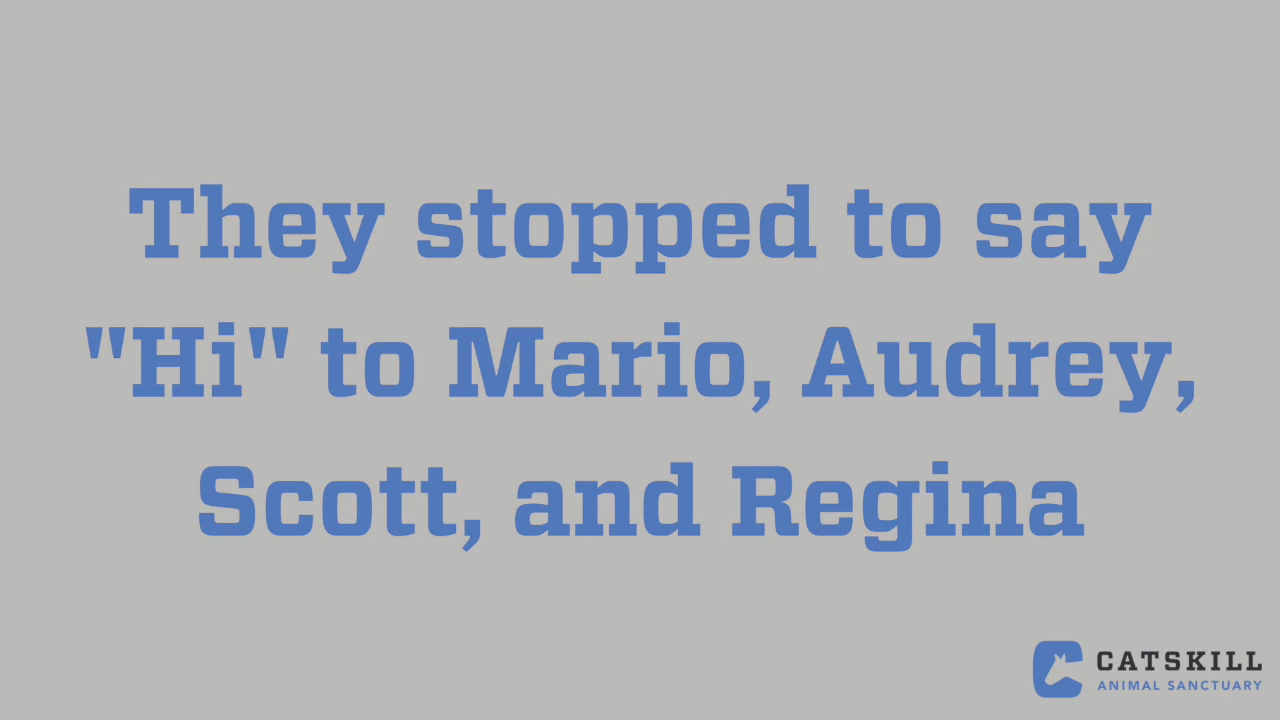 They stopped to say
"Hi" to Mario, Audrey,
Scott, and Regina
CATSKILL
ANIMAL SANCTUARY